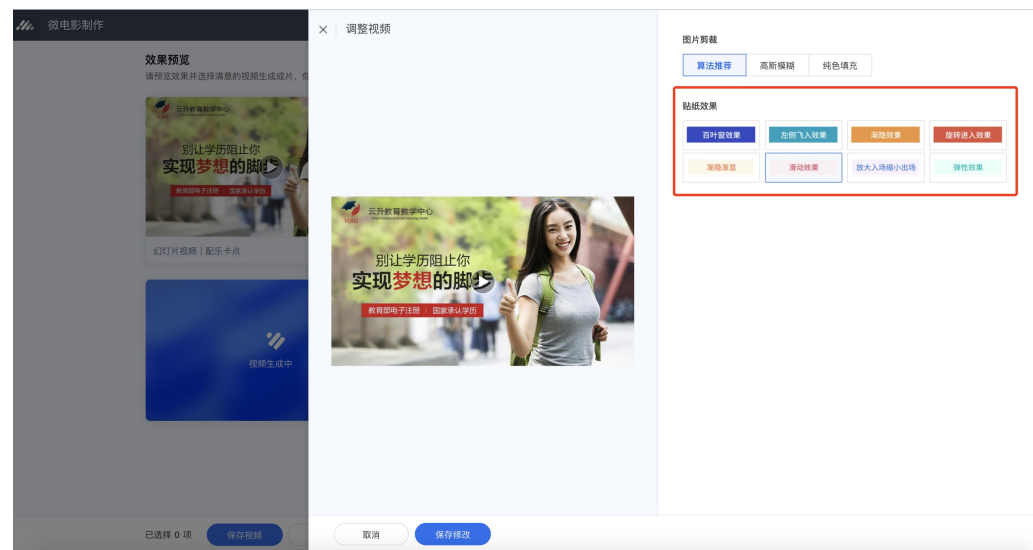 微电影制作
效果预览
请预览效果并选择满意的视频生成成片，
云升教育教学中心
别让学历阻止你
实现梦想的脚步
教育部电子注册 国家承认学历
幻灯片视频 | 配乐卡点
视频生成中
已选择 0 项
保存视频
调整视频
YUNS
云升教育教学中心
别让学历阻止你
实现梦想的脚步
教育部电子注册 国家承认学历
取消
保存修改
图片剪裁
算法推荐 高斯模糊 纯色填充
贴纸效果
百叶窗效果 左侧飞入效果 渐隐效果 旋转进入效果
渐隐渐显 滑动效果 放大入场缩小出场 弹性效果